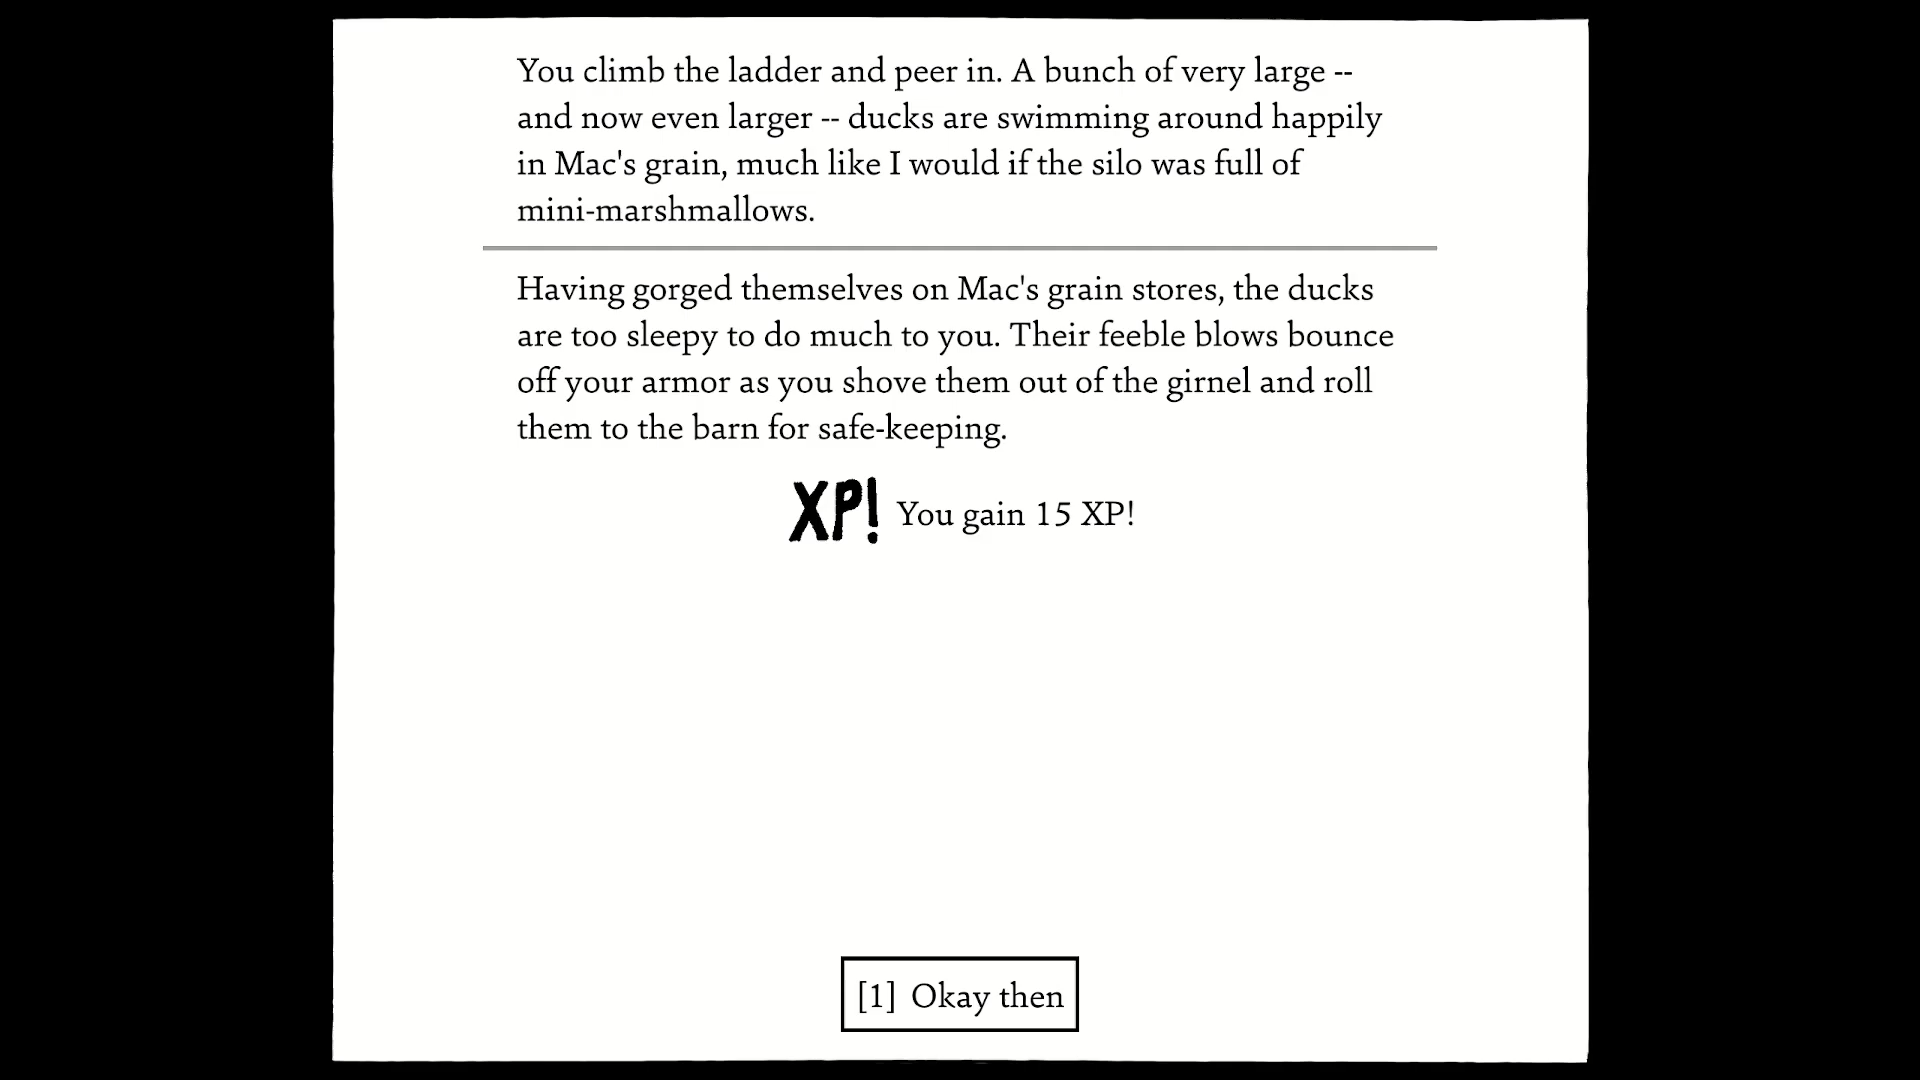 You climb the ladder and peer in. A bunch of very large --
and now even larger -- ducks are swimming around happily
in Mac's grain, much like I would if the silo was full of
mini-marshmallows.
Having gorged themselves on Mac's grain stores, the ducks
are too sleepy to do much to you. Their feeble blows bounce
off your armor as you shove them out of the girnel and roll
them to the barn for safe-keeping.
XP! You gain 15 XP!
[1] Okay then